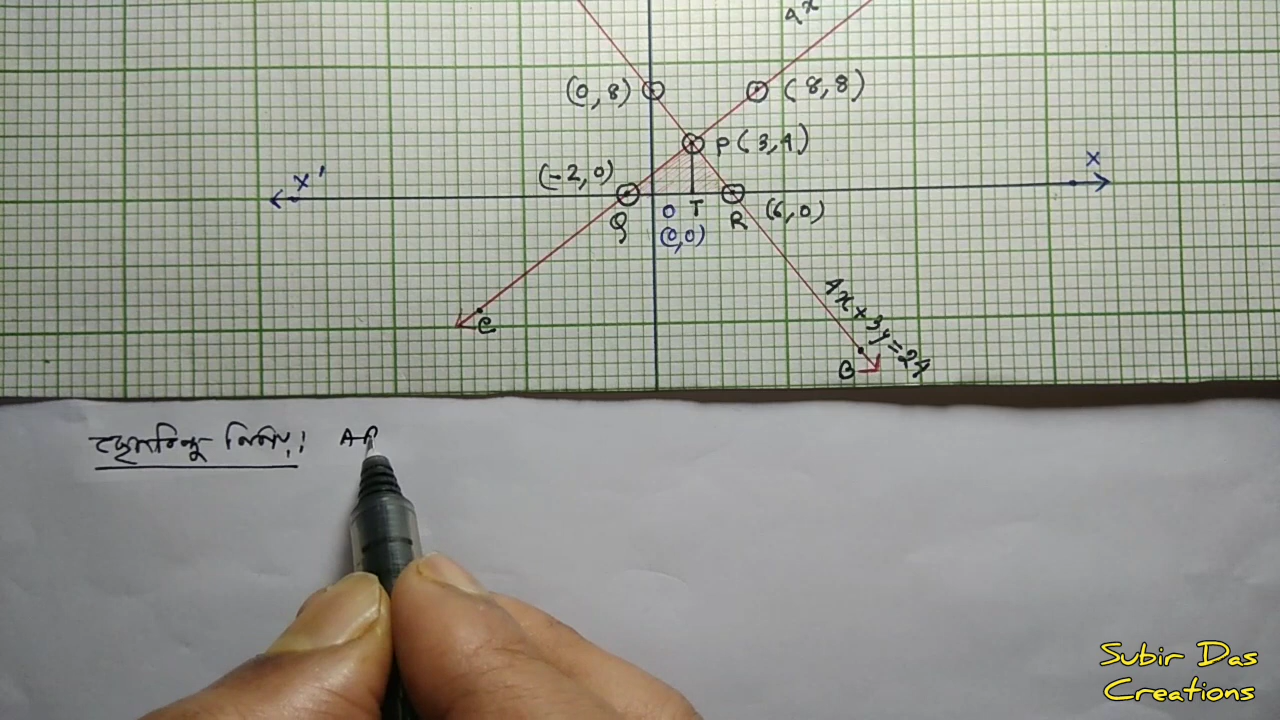 4x
(0, 8)
(8, 8)
P(3, 4)
(-2, 0)
X'
X
Q
O
T
R
(6, 0)
(0,0)
4x + 3y = 24
C
B
ছেদবিন্দু নির্ণয়:
AB
Subir Das
Creations